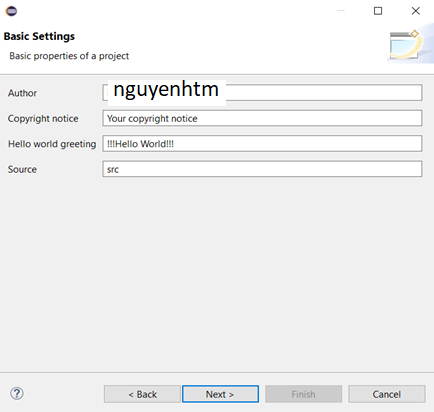 Basic Settings
Basic properties of a project
Author nguyenhtm
Copyright notice Your copyright notice
Hello world greeting !!!Hello World!!!
Source src
? < Back Next > Finish Cancel